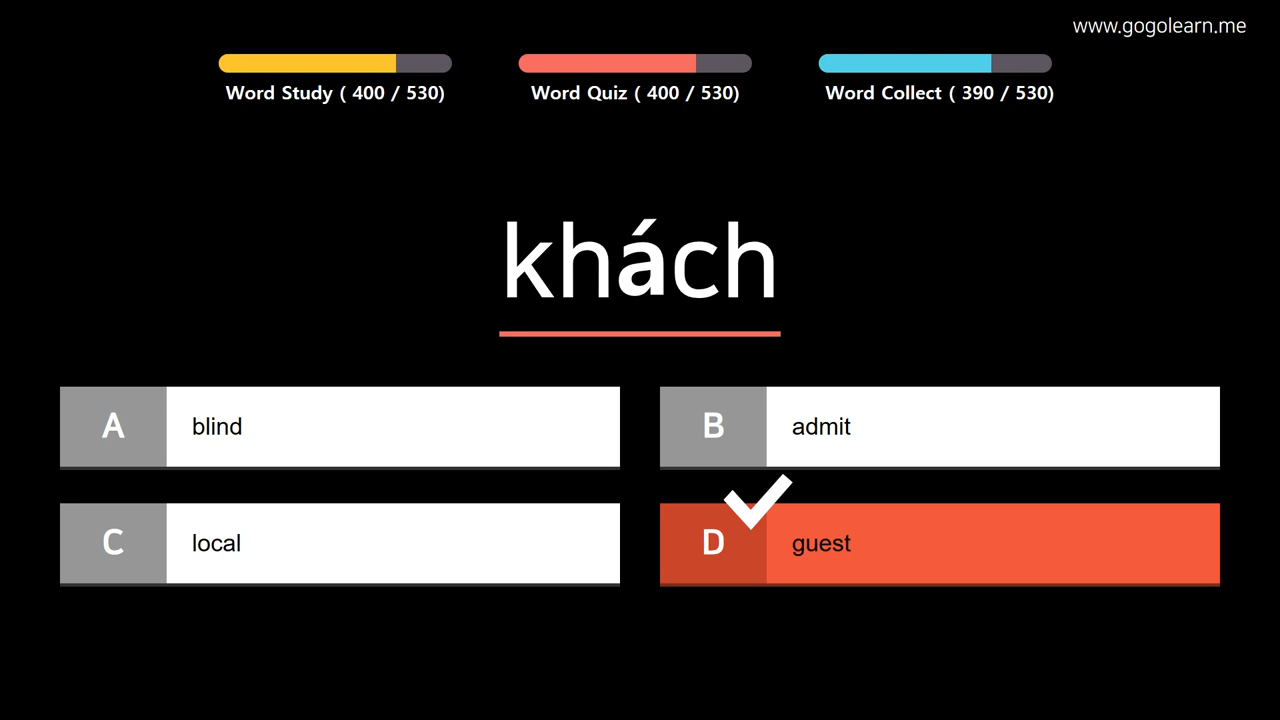 www.gogolearn.me
Word Study ( 400 / 530)
Word Quiz ( 400 / 530)
Word Collect ( 390 / 530)
khách
A blind
B admit
C local
D guest